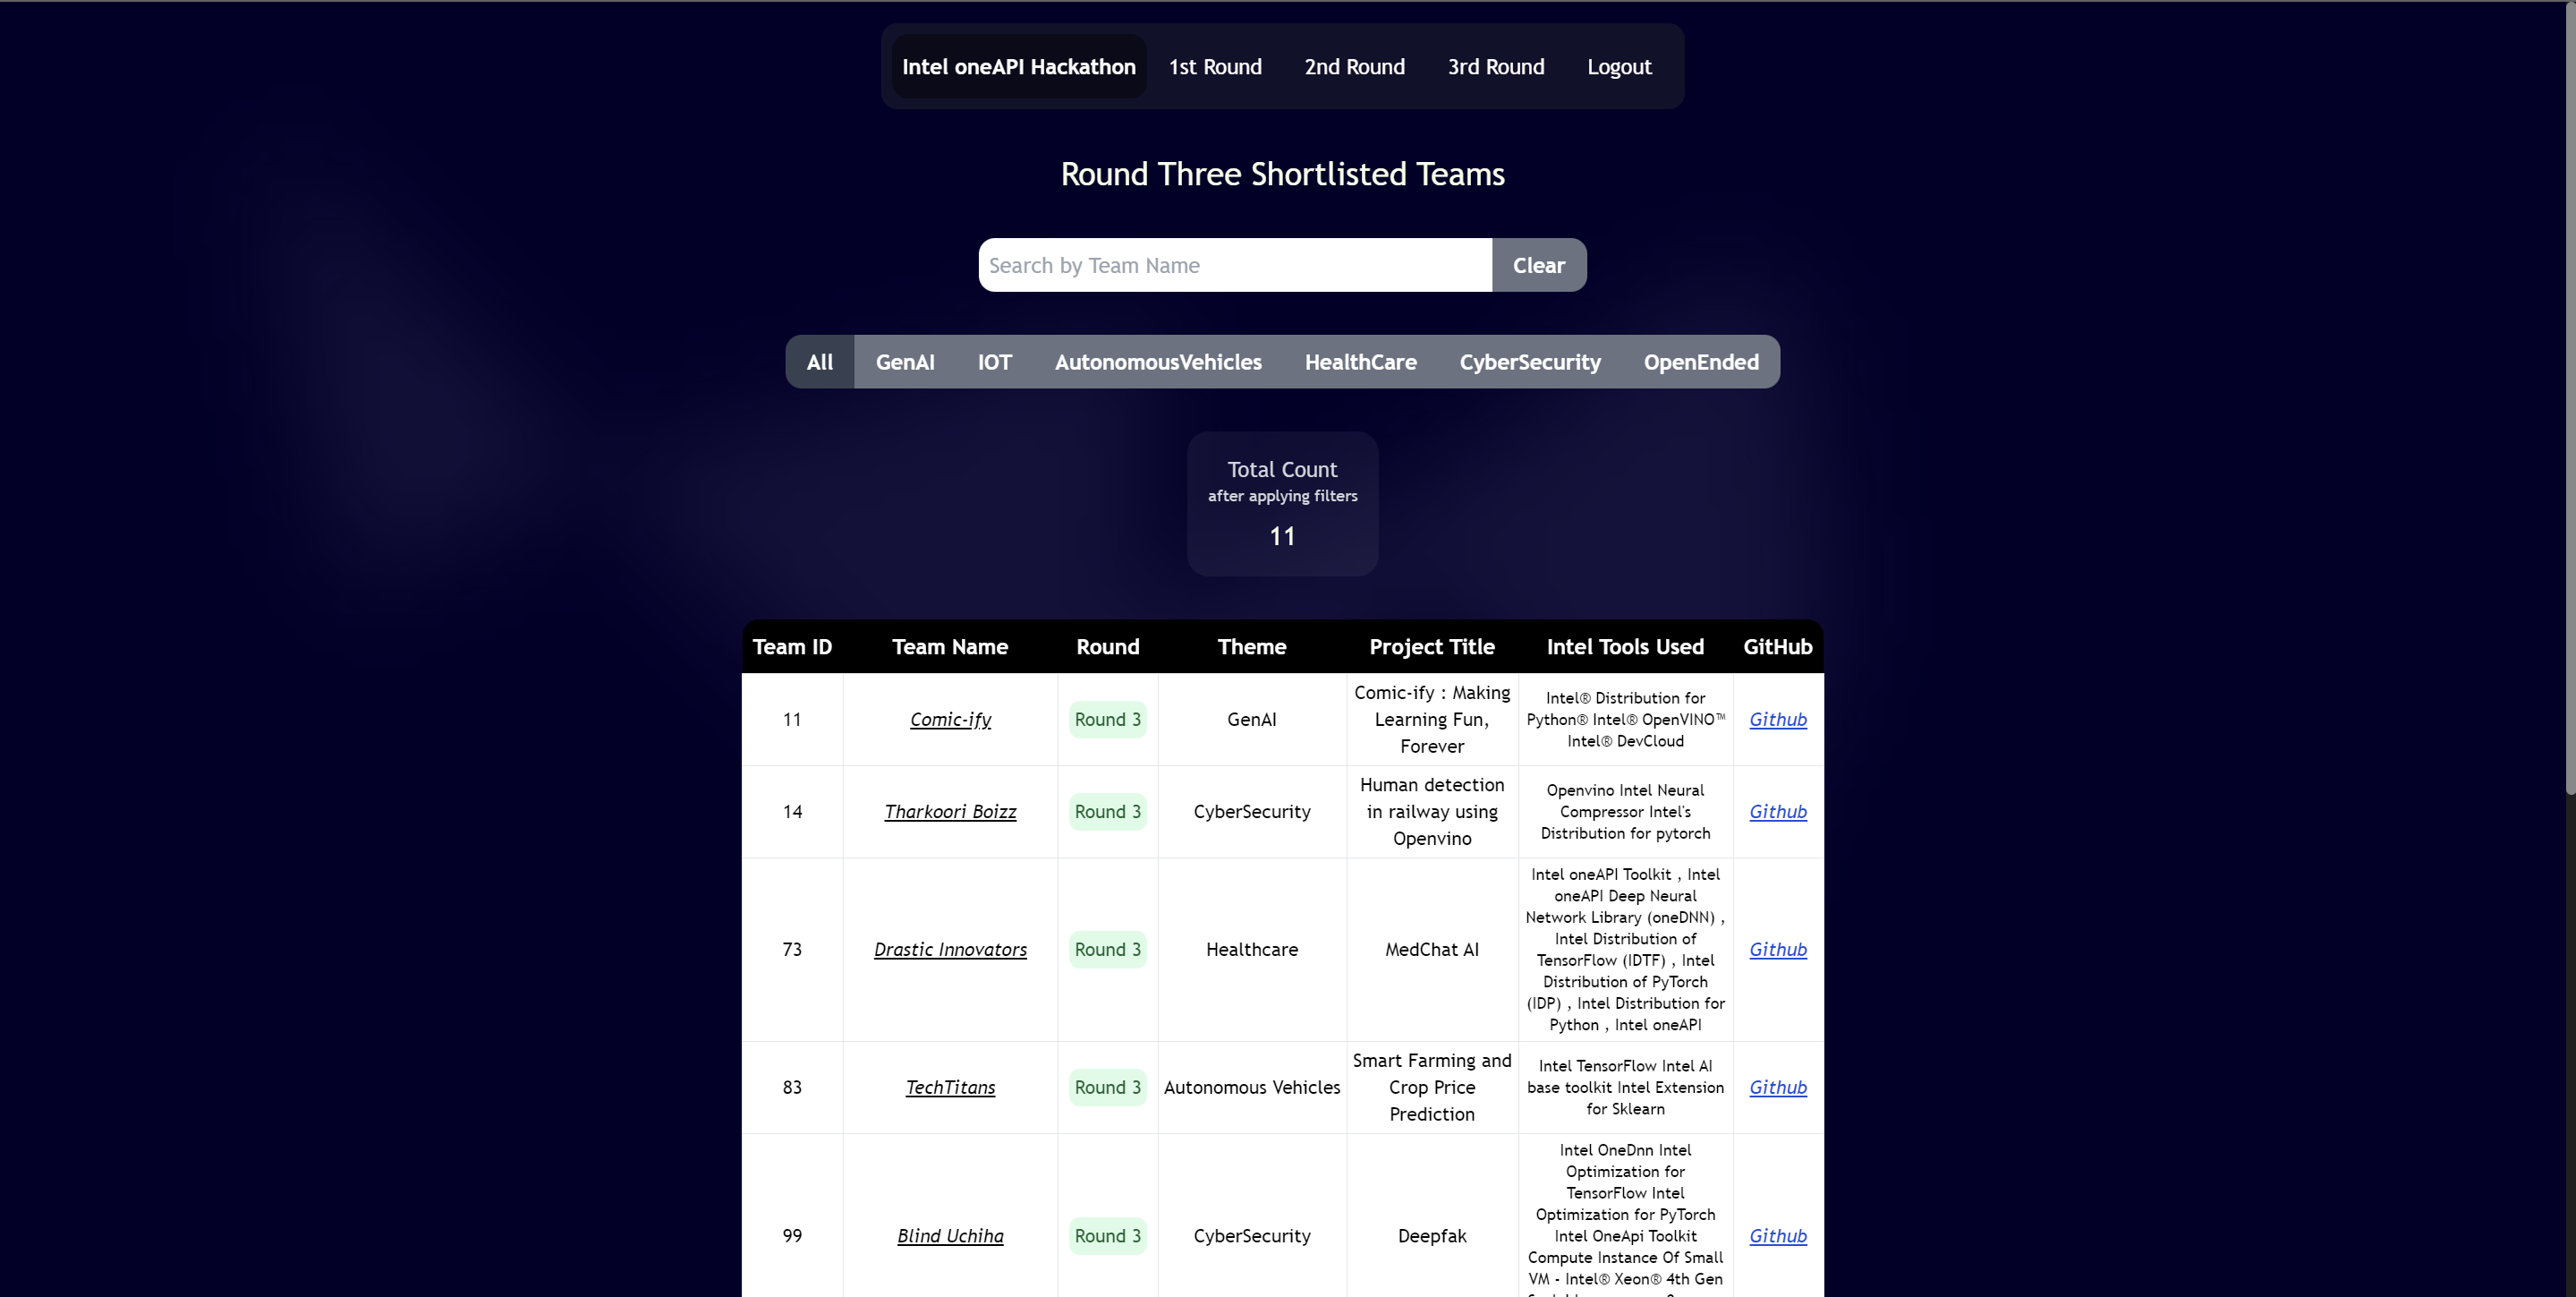 Intel oneAPI Hackathon 1st Round 2nd Round 3rd Round Logout
Round Three Shortlisted Teams
Search by Team Name Clear
All GenAI IOT AutonomousVehicles HealthCare CyberSecurity OpenEnded
Total Count
after applying filters
11
Team ID Team Name Round Theme Project Title Intel Tools Used GitHub
11
Comic-ify
Round 3
GenAI
Comic-ify : Making
Learning Fun,
Forever
Intel® Distribution for
Python® Intel® OpenVINO™
Intel® DevCloud
Github
14
Tharkoori Boizz
Round 3
CyberSecurity
Human detection
in railway using
Openvino
Openvino Intel Neural
Compressor Intel's
Distribution for pytorch
Github
73
Drastic Innovators
Round 3
Healthcare
MedChat AI
Intel oneAPI Toolkit , Intel
oneAPI Deep Neural
Network Library (oneDNN) ,
Intel Distribution of
TensorFlow (IDTF) , Intel
Distribution of PyTorch
(IDP) , Intel Distribution for
Python , Intel oneAPI
Github
83
TechTitans
Round 3
Autonomous Vehicles
Smart Farming and
Crop Price
Prediction
Intel TensorFlow Intel AI
base toolkit Intel Extension
for Sklearn
Github
99
Blind Uchiha
Round 3
CyberSecurity
Deepfak
Intel OneDnn Intel
Optimization for
TensorFlow Intel
Optimization for PyTorch
Intel OneApi Toolkit
Compute Instance Of Small
VM - Intel® Xeon® 4th Gen
Github